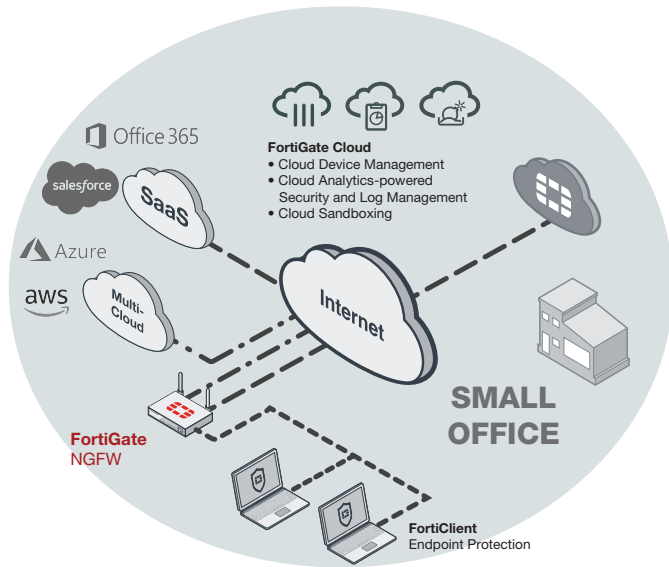 Office 365
salesforce
SaaS
Azure
aws
Multi-
Cloud
FortiGate Cloud
• Cloud Device Management
• Cloud Analytics-powered
Security and Log Management
• Cloud Sandboxing
Internet
SMALL
OFFICE
FortiGate
NGFW
FortiClient
Endpoint Protection